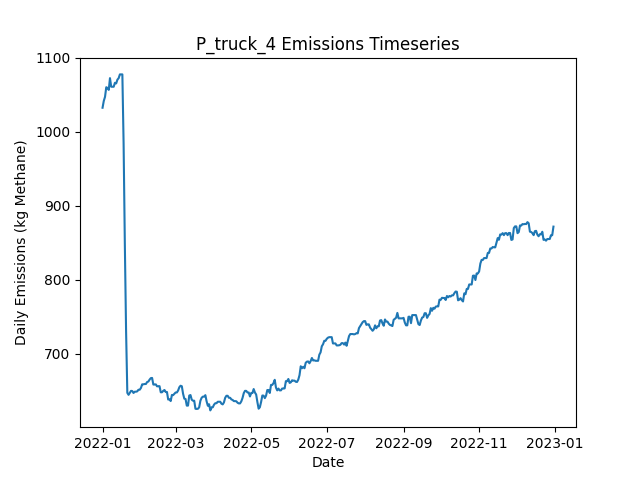 P_truck_4 Emissions Timeseries
1100
1000
900
800
700
Daily Emissions (kg Methane)
2022-01 2022-03 2022-05 2022-07 2022-09 2022-11 2023-01
Date